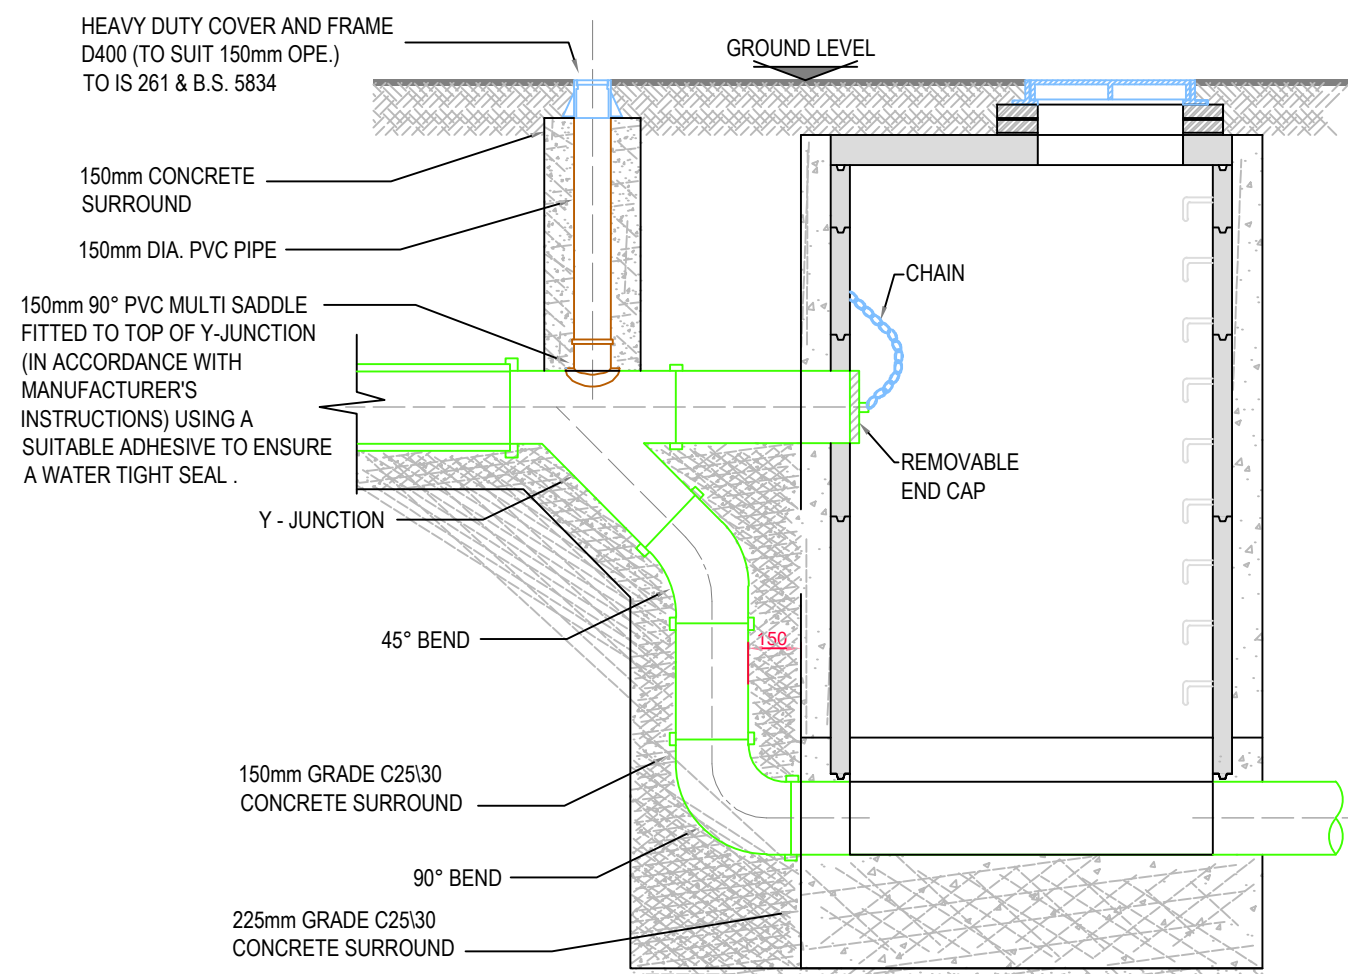 HEAVY DUTY COVER AND FRAME
D400 (TO SUIT 150mm OPE.)
TO IS 261 & B.S. 5834
GROUND LEVEL
150mm CONCRETE
SURROUND
150mm DIA. PVC PIPE
CHAIN
150mm 90° PVC MULTI SADDLE
FITTED TO TOP OF Y-JUNCTION
(IN ACCORDANCE WITH
MANUFACTURER'S
INSTRUCTIONS) USING A
SUITABLE ADHESIVE TO ENSURE
A WATER TIGHT SEAL .
REMOVABLE
END CAP
Y - JUNCTION
45° BEND
150
150mm GRADE C25\30
CONCRETE SURROUND
90° BEND
225mm GRADE C25\30
CONCRETE SURROUND